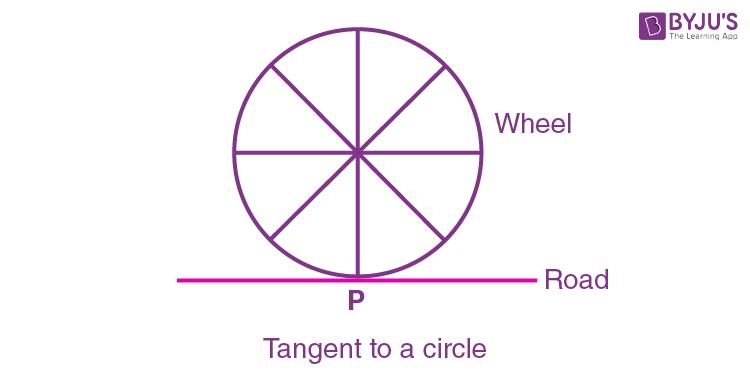 BYJU'S
The Learning App
Wheel
Road
P
Tangent to a circle